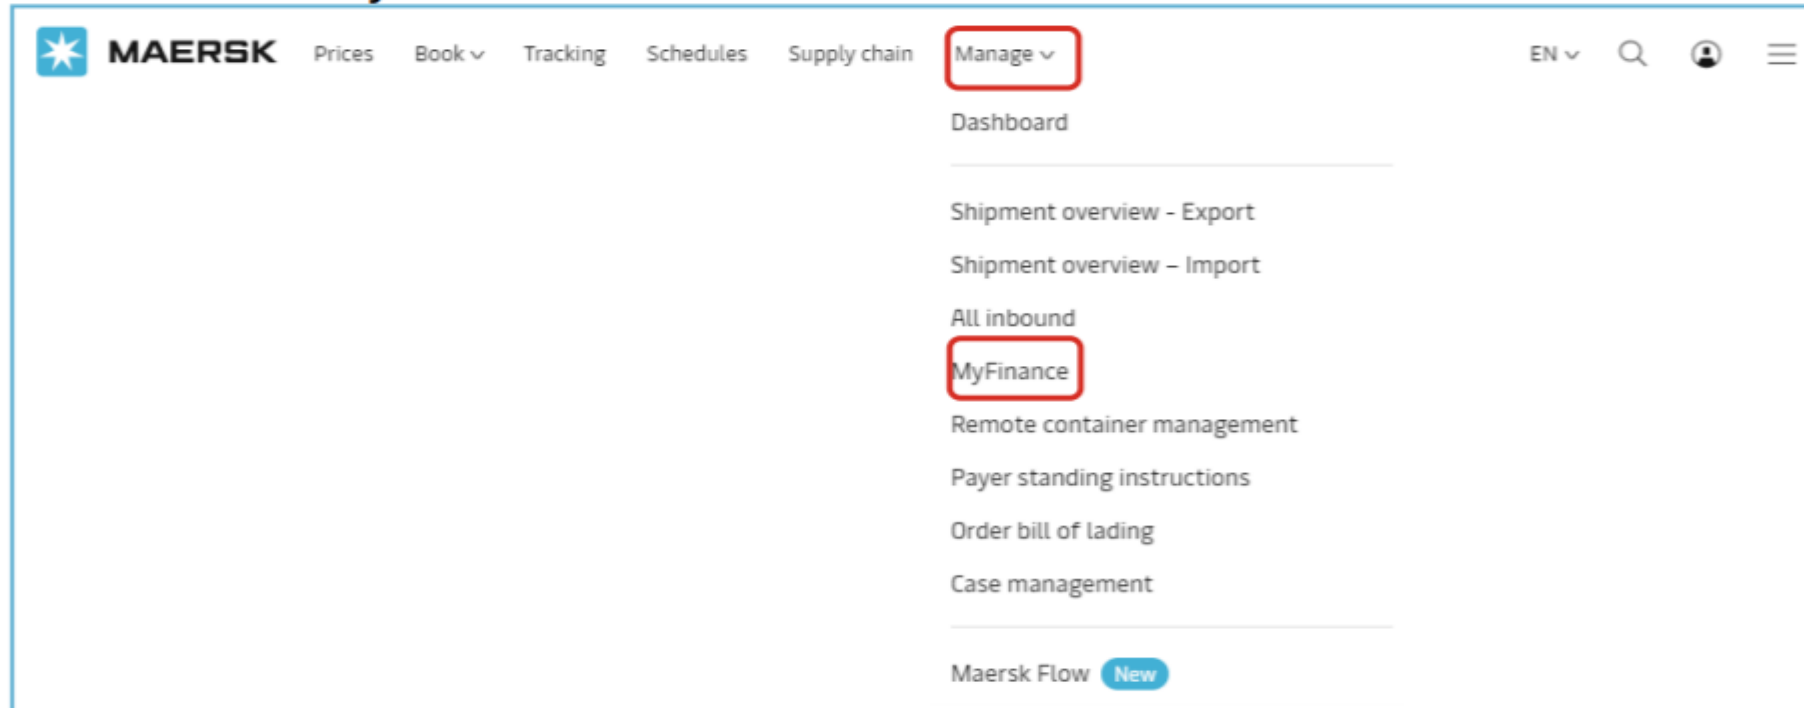 MAERSK Prices Book Tracking Schedules Supply chain Manage EN
Dashboard
Shipment overview - Export
Shipment overview – Import
All inbound
MyFinance
Remote container management
Payer standing instructions
Order bill of lading
Case management
Maersk Flow New